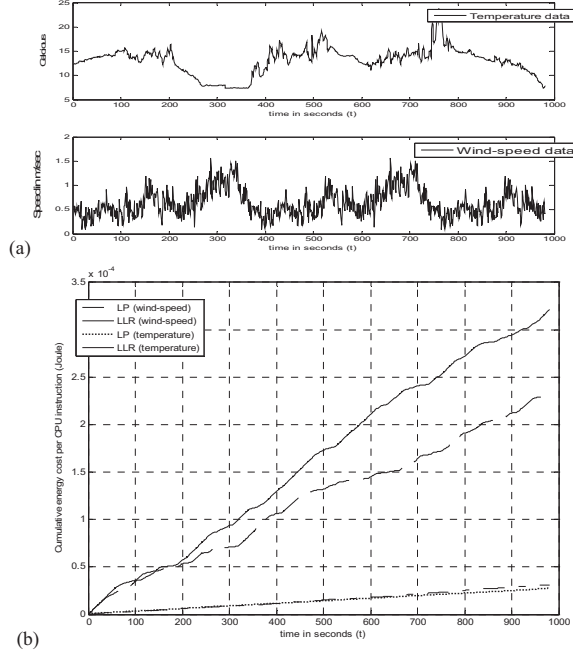 25
20
15
10
5
Celsious
Temperature data
0 100 200 300 400 500 600 700 800 900 1000
time in seconds (t)
2
1.5
1
0.5
0
Speed in m/sec
Wind-speed data
0 100 200 300 400 500 600 700 800 900 1000
time in seconds (t)
(a)
x 10-4
3.5
3
2.5
2
1.5
1
0.5
0
Cumulative energy cost per CPU instruction (Joule)
LP (wind-speed)
LLR (wind-speed)
LP (temperature)
LLR (temperature)
0 100 200 300 400 500 600 700 800 900 1000
time in seconds (t)
(b)